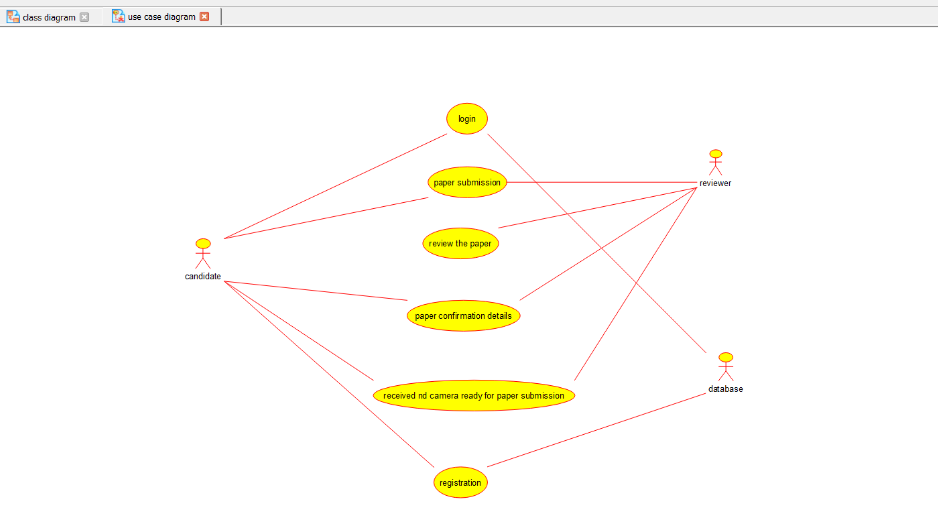 class diagram
use case diagram
login
paper submission
reviewer
review the paper
candidate
paper confirmation details
database
received nd camera ready for paper submission
registration